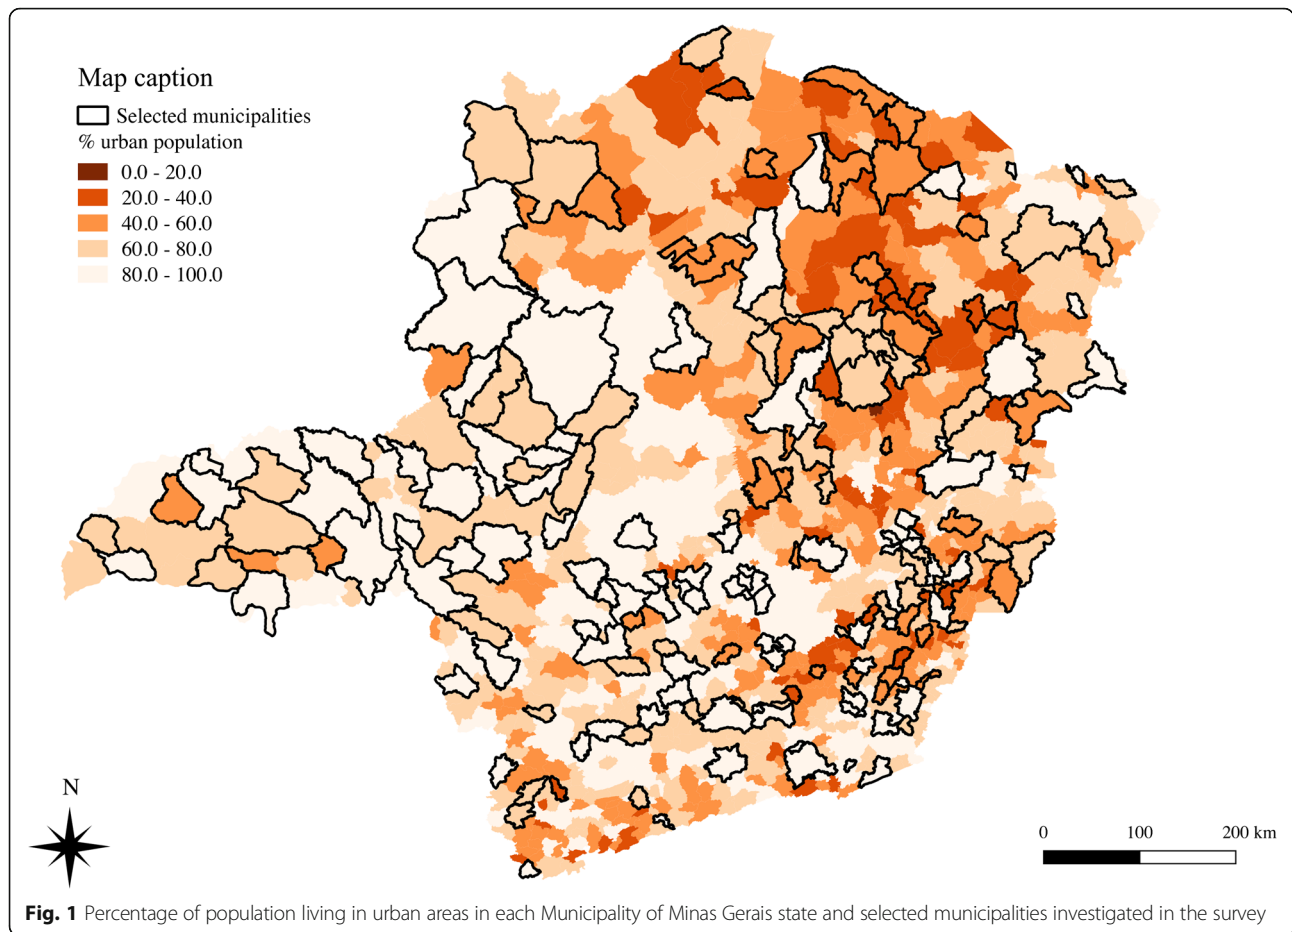 Map caption
Selected municipalities
% urban population
0.0 - 20.0
20.0 - 40.0
40.0 - 60.0
60.0 - 80.0
80.0 - 100.0
N
0 100 200 km
Fig. 1 Percentage of population living in urban areas in each Municipality of Minas Gerais state and selected municipalities investigated in the survey